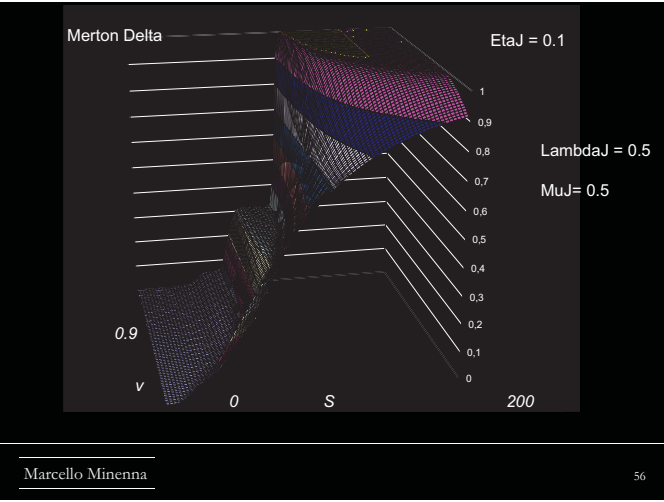 Merton Delta
EtaJ = 0.1
1
0,9
0,8
LambdaJ = 0.5
0,7
MuJ= 0.5
0,6
0,5
0,4
0,3
0,2
0,1
0
0.9
v
0
S
200
Marcello Minenna
56